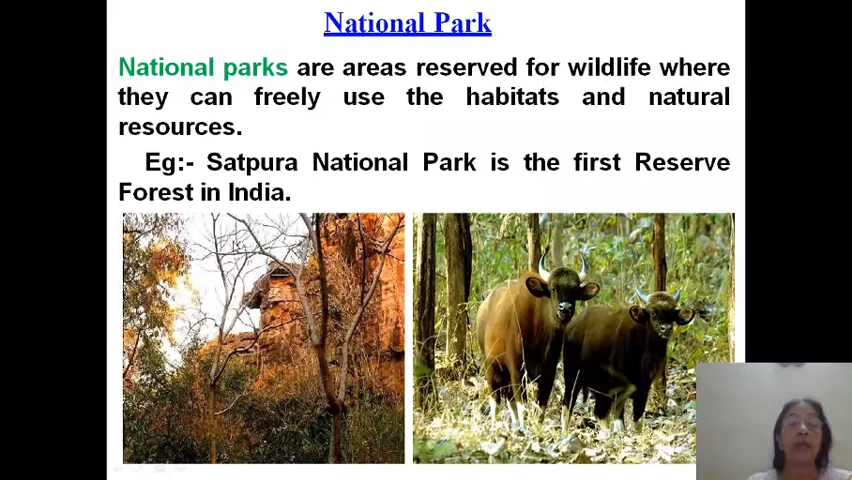 National Park
National parks are areas reserved for wildlife where
they can freely use the habitats and natural
resources.
Eg:- Satpura National Park is the first Reserve
Forest in India.